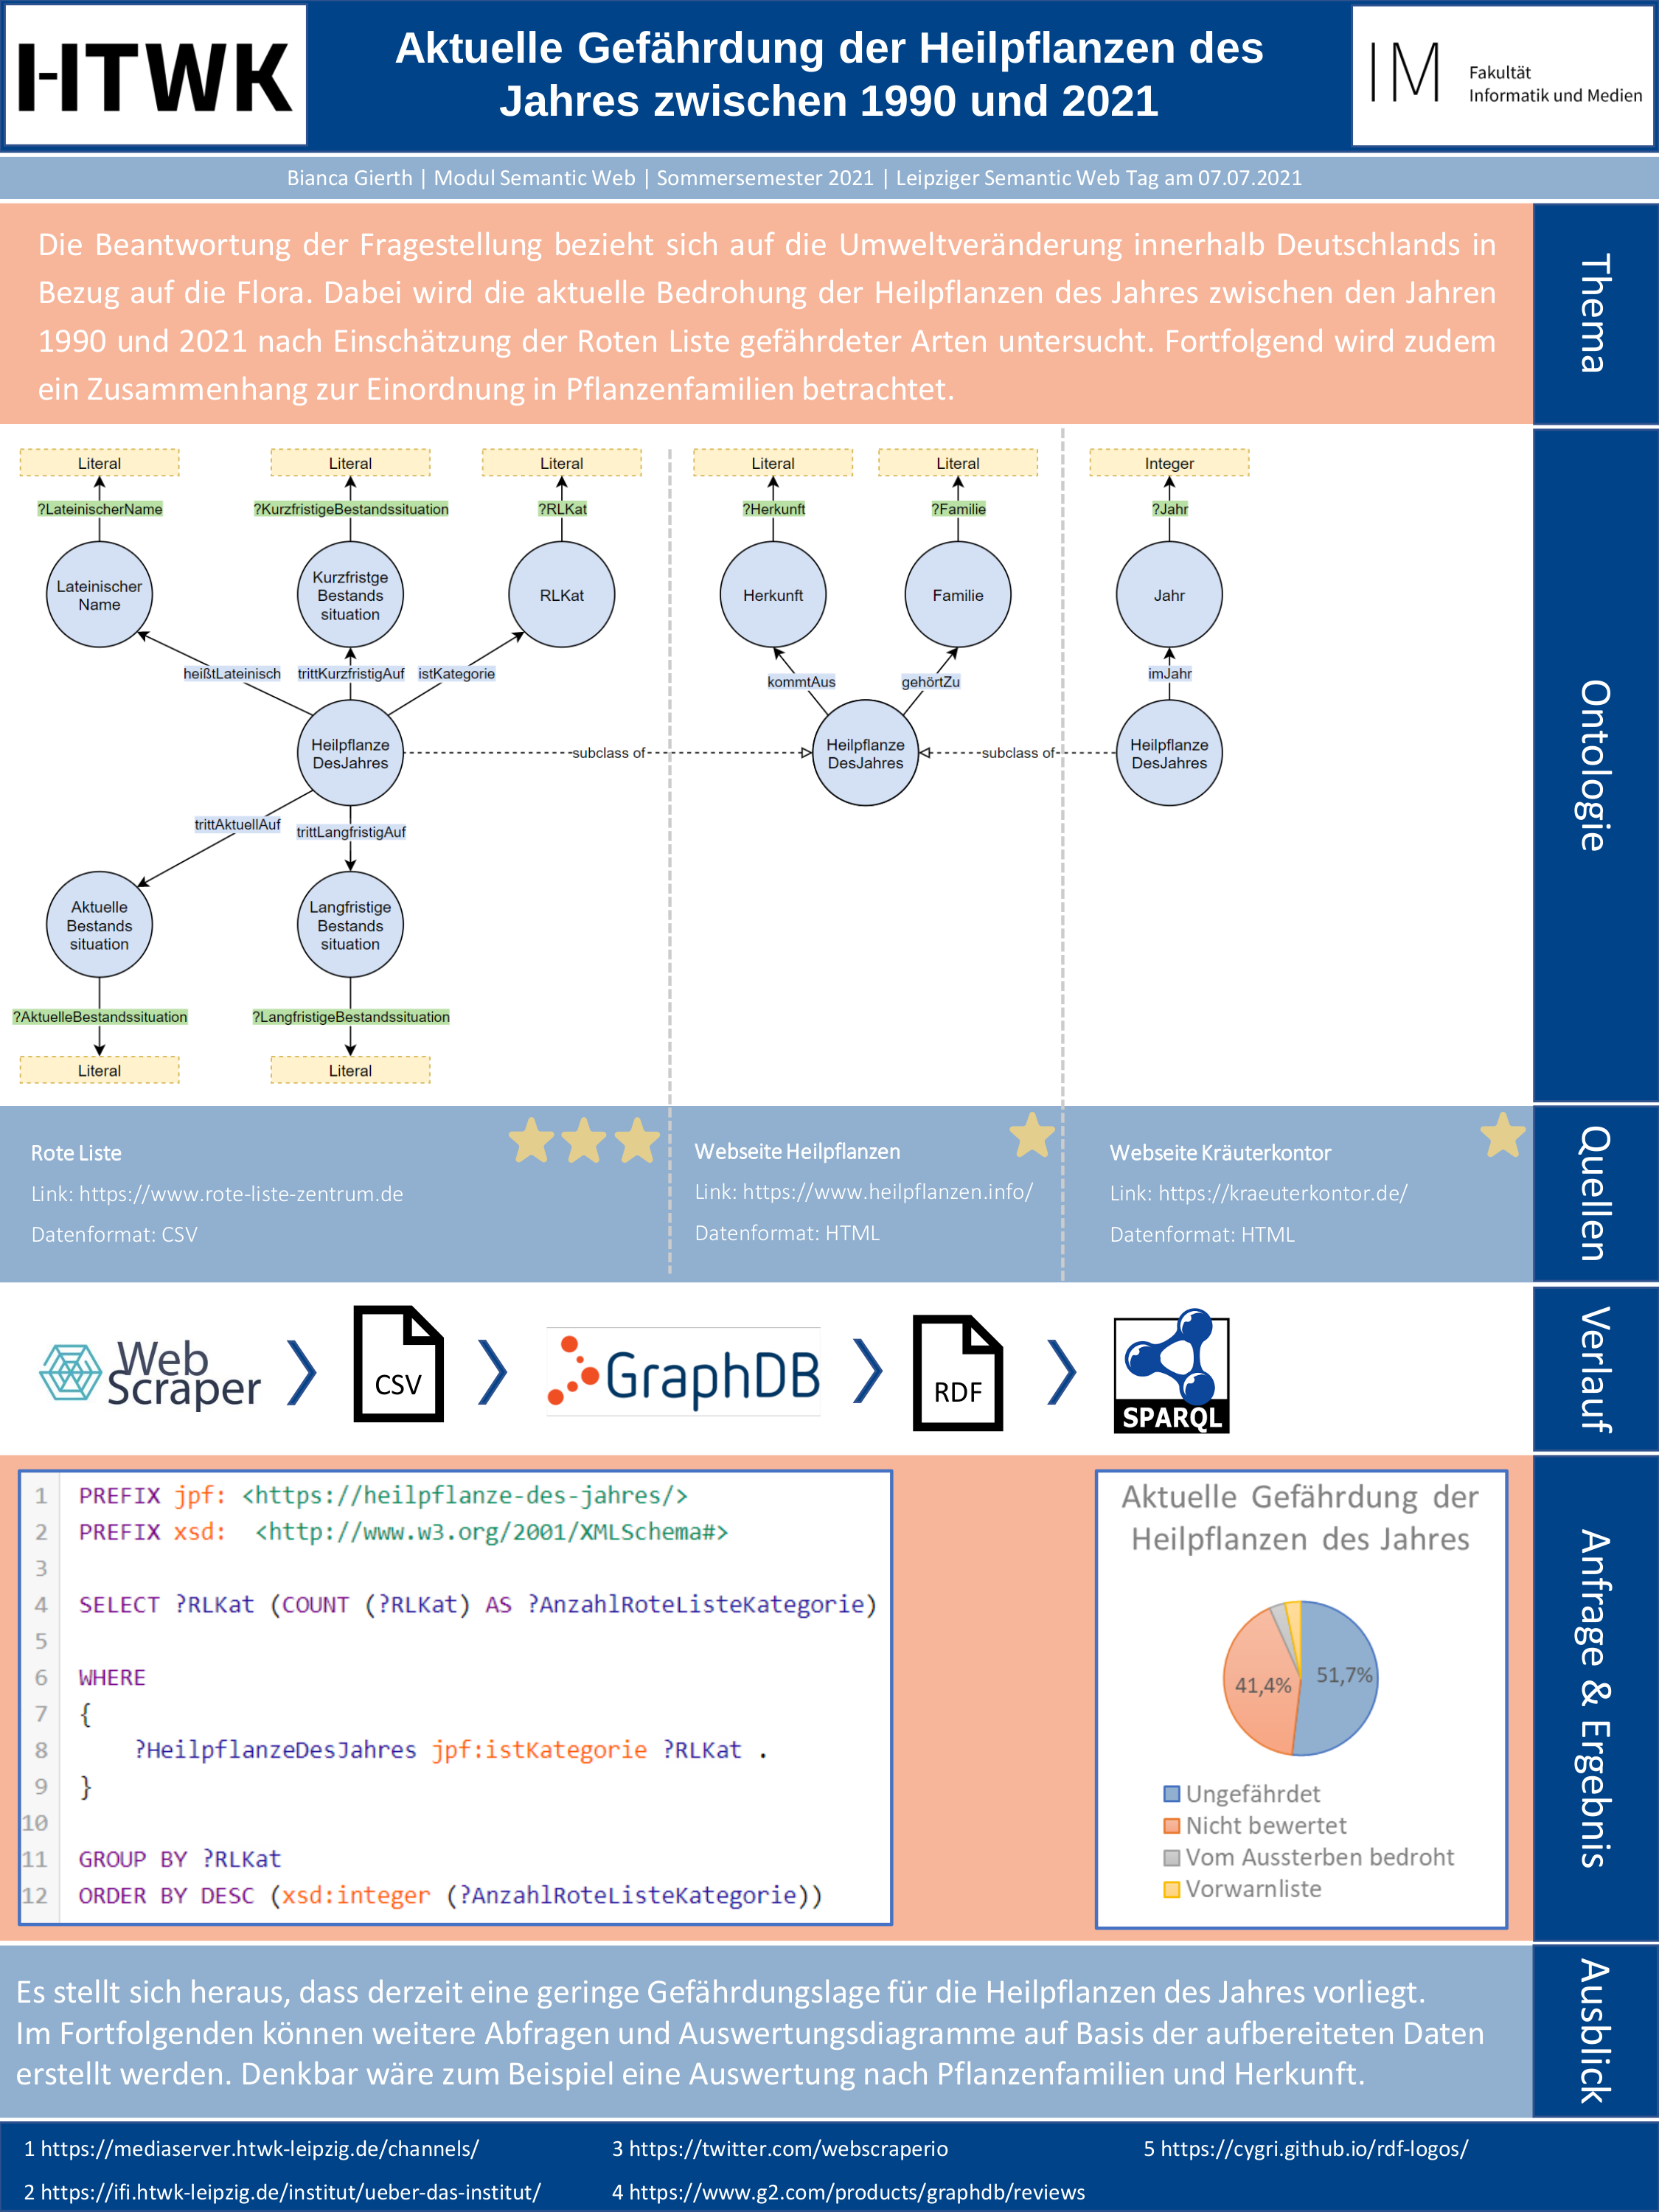 HTWK
Aktuelle Gefährdung der Heilpflanzen des
Jahres zwischen 1990 und 2021
IM
Fakultät
Informatik und Medien
Bianca Gierth | Modul Semantic Web | Sommersemester 2021 | Leipziger Semantic Web Tag am 07.07.2021
Thema
Die Beantwortung der Fragestellung bezieht sich auf die Umweltveränderung innerhalb Deutschlands in
Bezug auf die Flora. Dabei wird die aktuelle Bedrohung der Heilpflanzen des Jahres zwischen den Jahren
1990 und 2021 nach Einschätzung der Roten Liste gefährdeter Arten untersucht. Fortfolgend wird zudem
ein Zusammenhang zur Einordnung in Pflanzenfamilien betrachtet.
Ontologie
Literal
Literal
Literal
Literal
Literal
Integer
?LateinischerName
?KurzfristigeBestandssituation
?RLKat
?Herkunft
?Familie
?Jahr
Lateinischer
Name
Kurzfristge
Bestands
situation
RLKat
Herkunft
Familie
Jahr
heißtLateinisch
trittKurzfristigAuf
istKategorie
kommtAus
gehörtZu
imJahr
Heilpflanze
DesJahres
subclass of
Heilpflanze
DesJahres
subclass of
Heilpflanze
DesJahres
trittAktuellAuf
trittLangfristigAuf
Aktuelle
Bestands
situation
Langfristige
Bestands
situation
?AktuelleBestandssituation
?LangfristigeBestandssituation
Literal
Literal
Quellen
Rote Liste
Link: https://www.rote-liste-zentrum.de
Datenformat: CSV
Webseite Heilpflanzen
Link: https://www.heilpflanzen.info/
Datenformat: HTML
Webseite Kräuterkontor
Link: https://kraeuterkontor.de/
Datenformat: HTML
Verlauf
Web
Scraper
CSV
GraphDB
RDF
SPARQL
Anfrage & Ergebnis
1 PREFIX jpf: <https://heilpflanze-des-jahres/>
2 PREFIX xsd: <http://www.w3.org/2001/XMLSchema#>
3
4 SELECT ?RLKat (COUNT (?RLKat) AS ?AnzahlRoteListeKategorie)
5
6 WHERE
7 {
8 ?HeilpflanzeDesJahres jpf:istKategorie ?RLKat .
9 }
10
11 GROUP BY ?RLKat
12 ORDER BY DESC (xsd:integer (?AnzahlRoteListeKategorie))
Aktuelle Gefährdung der
Heilpflanzen des Jahres
41,4%
51,7%
Ungefährdet
Nicht bewertet
Vom Aussterben bedroht
Vorwarnliste
Ausblick
Es stellt sich heraus, dass derzeit eine geringe Gefährdungslage für die Heilpflanzen des Jahres vorliegt.
Im Fortfolgenden können weitere Abfragen und Auswertungsdiagramme auf Basis der aufbereiteten Daten
erstellt werden. Denkbar wäre zum Beispiel eine Auswertung nach Pflanzenfamilien und Herkunft.
1 https://mediaserver.htwk-leipzig.de/channels/
2 https://ifi.htwk-leipzig.de/institut/ueber-das-institut/
3 https://twitter.com/webscraperio
4 https://www.g2.com/products/graphdb/reviews
5 https://cygri.github.io/rdf-logos/